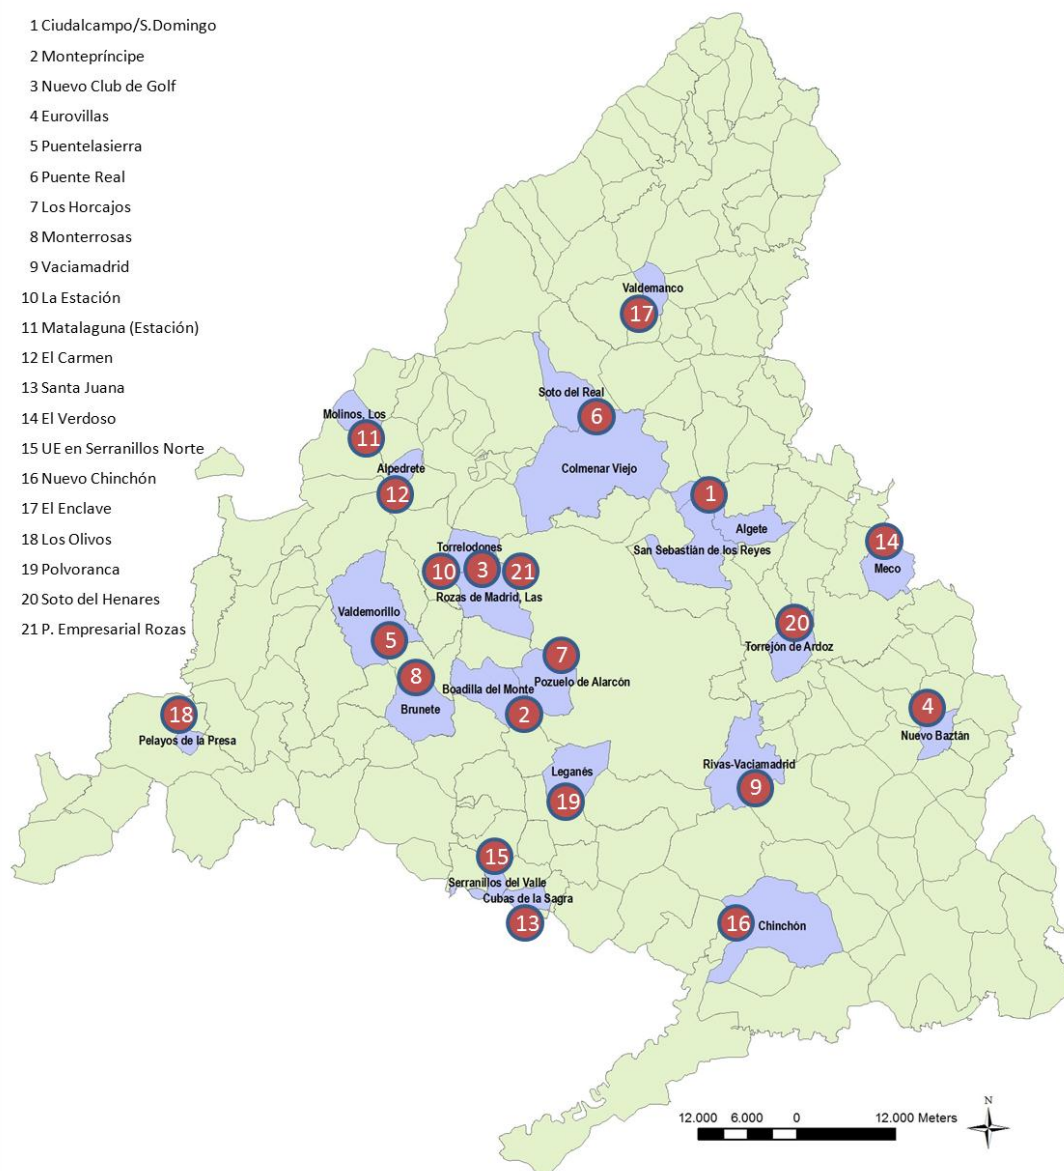 1 Ciudalcampo/S.Domingo
2 Montepríncipe
3 Nuevo Club de Golf
4 Eurovillas
5 Puentelasierra
6 Puente Real
7 Los Horcajos
8 Monterrosas
9 Vaciamadrid
10 La Estación
11 Matalaguna (Estación)
12 El Carmen
13 Santa Juana
14 El Verdoso
15 UE en Serranillos Norte
16 Nuevo Chinchón
17 El Enclave
18 Los Olivos
19 Polvoranca
20 Soto del Henares
21 P. Empresarial Rozas
Valdemanco
17
Soto del Real
6
Molinos, Los
11
Colmenar Viejo
Alpedrete
12
1
Algete
San Sebastián de los Reyes
14
Meco
Torrelodones
10
3
21
Rozas de Madrid, Las
Valdemorillo
5
20
Torrejón de Ardoz
7
Pozuelo de Alarcón
8
Boadilla del Monte
2
Brunete
18
Pelayos de la Presa
4
Nuevo Baztán
Leganés
19
Rivas-Vaciamadrid
9
15
Serranillos del Valle
Cubas de la Sagra
13
16
Chinchón
N
12.000 6.000 0 12.000 Meters